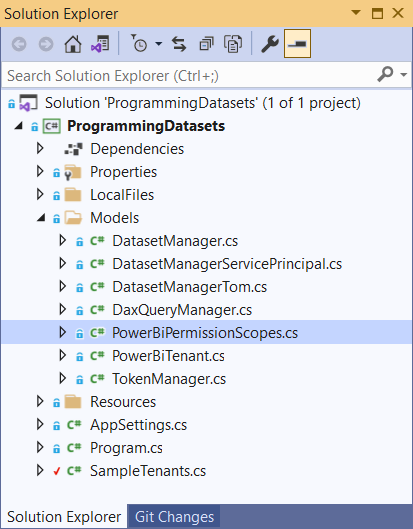 Solution Explorer
Search Solution Explorer (Ctrl+;)
Solution 'ProgrammingDatasets' (1 of 1 project)
C# ProgrammingDatasets
Dependencies
Properties
LocalFiles
Models
C# DatasetManager.cs
C# DatasetManagerServicePrincipal.cs
C# DatasetManagerTom.cs
C# DaxQueryManager.cs
C# PowerBiPermissionScopes.cs
C# PowerBiTenant.cs
C# TokenManager.cs
Resources
C# AppSettings.cs
C# Program.cs
C# SampleTenants.cs
Solution Explorer Git Changes